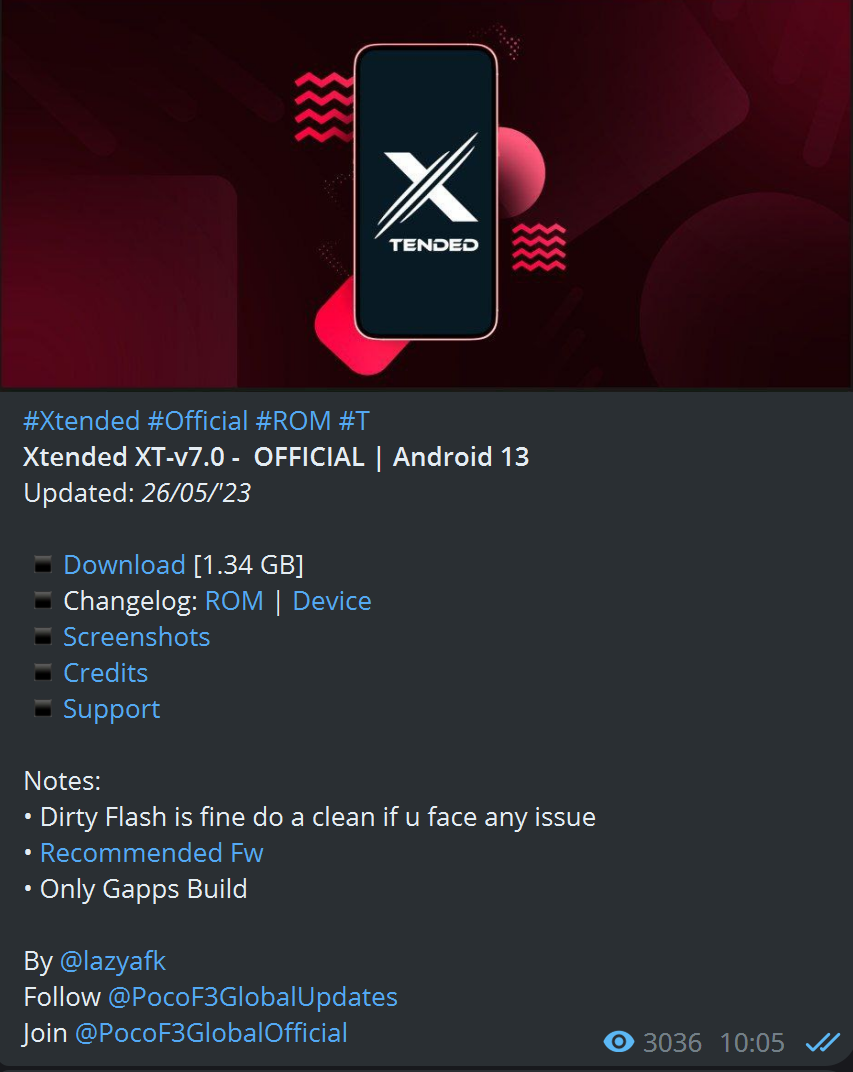 X
TENDED
#Xtended #Official #ROM #T
Xtended XT-v7.0 -  OFFICIAL | Android 13
Updated: 26/05/'23
▪️ Download [1.34 GB]
▪️ Changelog: ROM | Device
▪️ Screenshots
▪️ Credits
▪️ Support
Notes:
• Dirty Flash is fine do a clean if u face any issue
• Recommended Fw
• Only Gapps Build
By @lazyafk
Follow @PocoF3GlobalUpdates
Join @PocoF3GlobalOfficial
3036 10:05